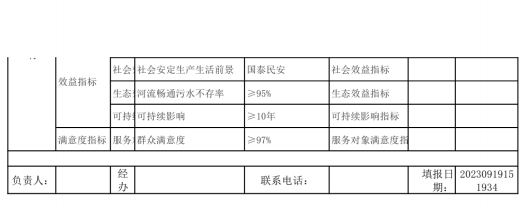 社会 社会安定生产生活前景 国泰民安 社会效益指标
效益指标
生态 河流畅通污水不存率 ≥95% 生态效益指标
可持续 可持续影响 ≥10年 可持续影响指标
满意度指标 服务 群众满意度 ≥97% 服务对象满意度指
负责人： 经办 联系电话： 填报日期： 20230919151934